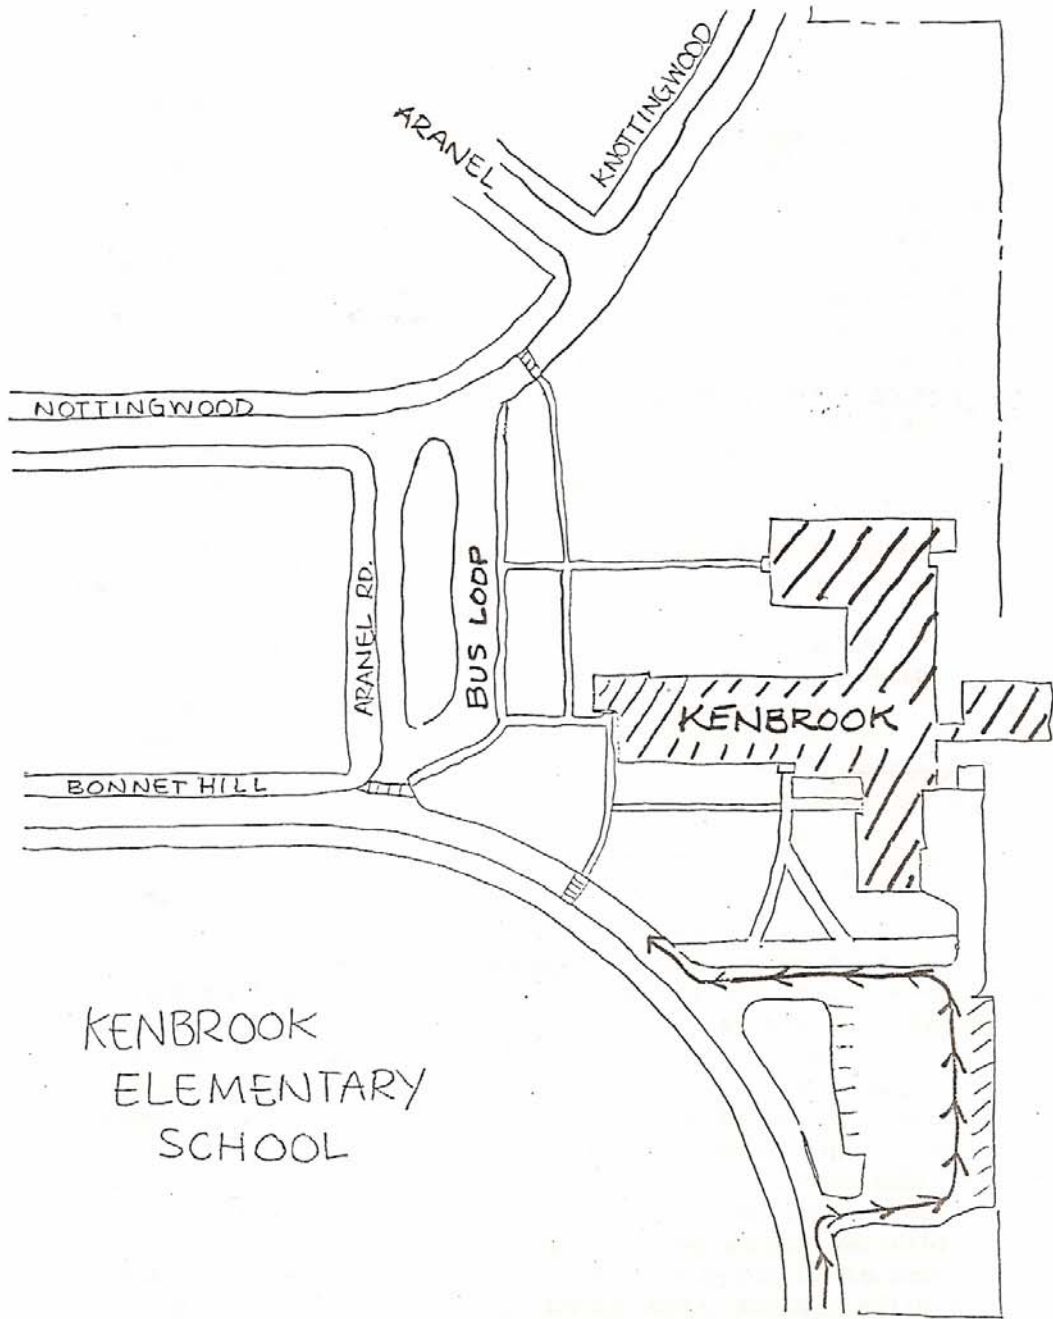 KNOTTINGWOOD
ARANEL
NOTTINGWOOD
ARANEL RD.
BUS LOOP
KENBROOK
BONNET HILL
KENBROOK
ELEMENTARY
SCHOOL